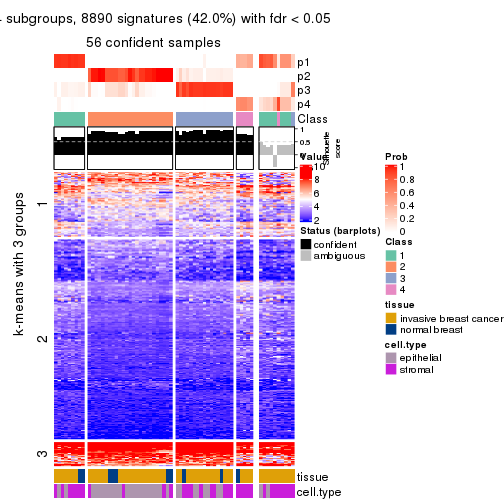 subgroups, 8890 signatures (42.0%) with fdr < 0.05
56 confident samples
p1
p2
p3
p4
Class
1
0.5
Silhouette
score
k-means with 3 groups
1
2
3
tissue
cell.type
Value
10
8
6
4
2
Status (barplots)
confident
ambiguous
Prob
1
0.8
0.6
0.4
0.2
0
Class
1
2
3
4
tissue
invasive breast cancer
normal breast
cell.type
epithelial
stromal